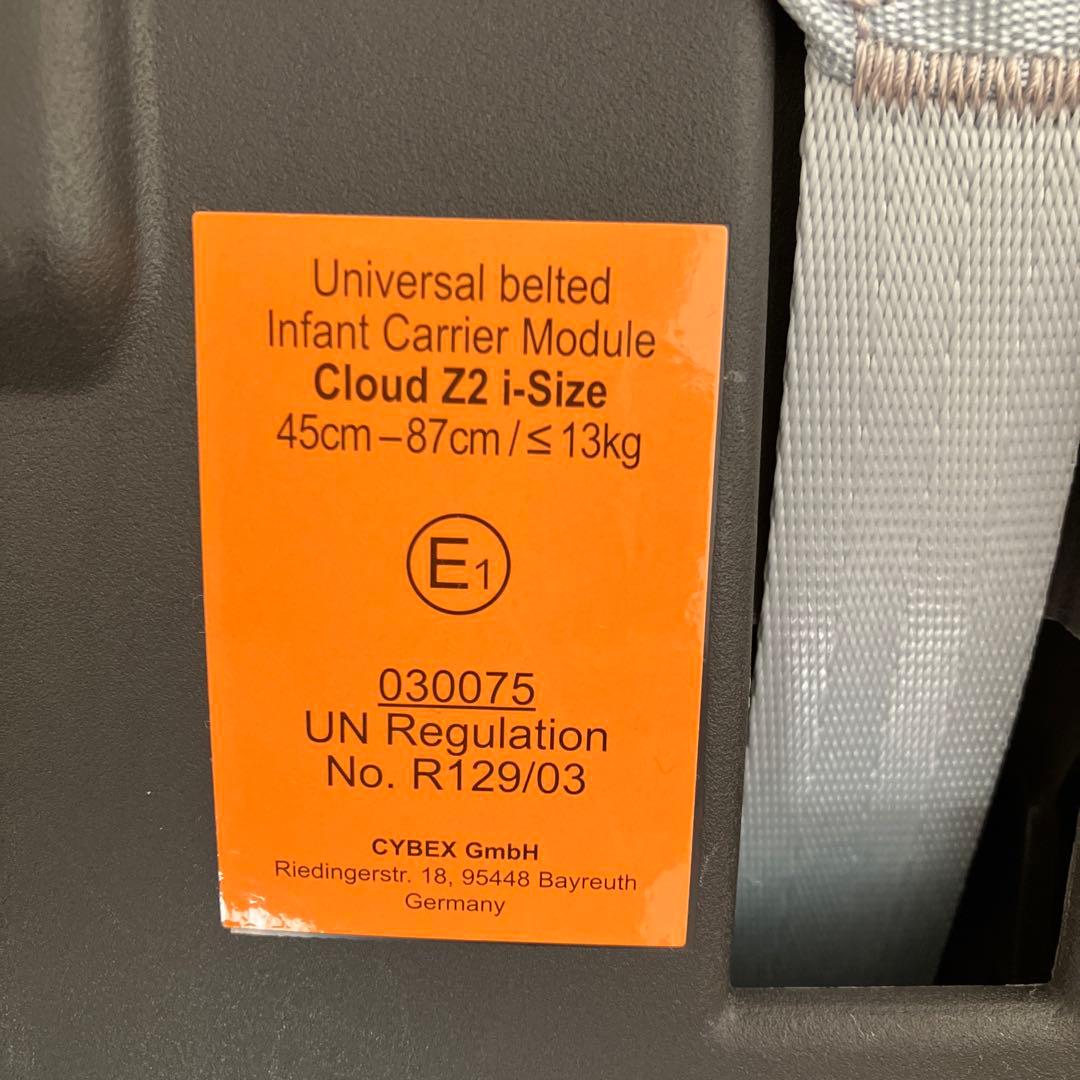 Universal belted
Infant Carrier Module
Cloud Z2 i-Size
45cm – 87cm / ≤ 13kg
E1
030075
UN Regulation
No. R129/03
CYBEX GmbH
Riedingerstr. 18, 95448 Bayreuth
Germany